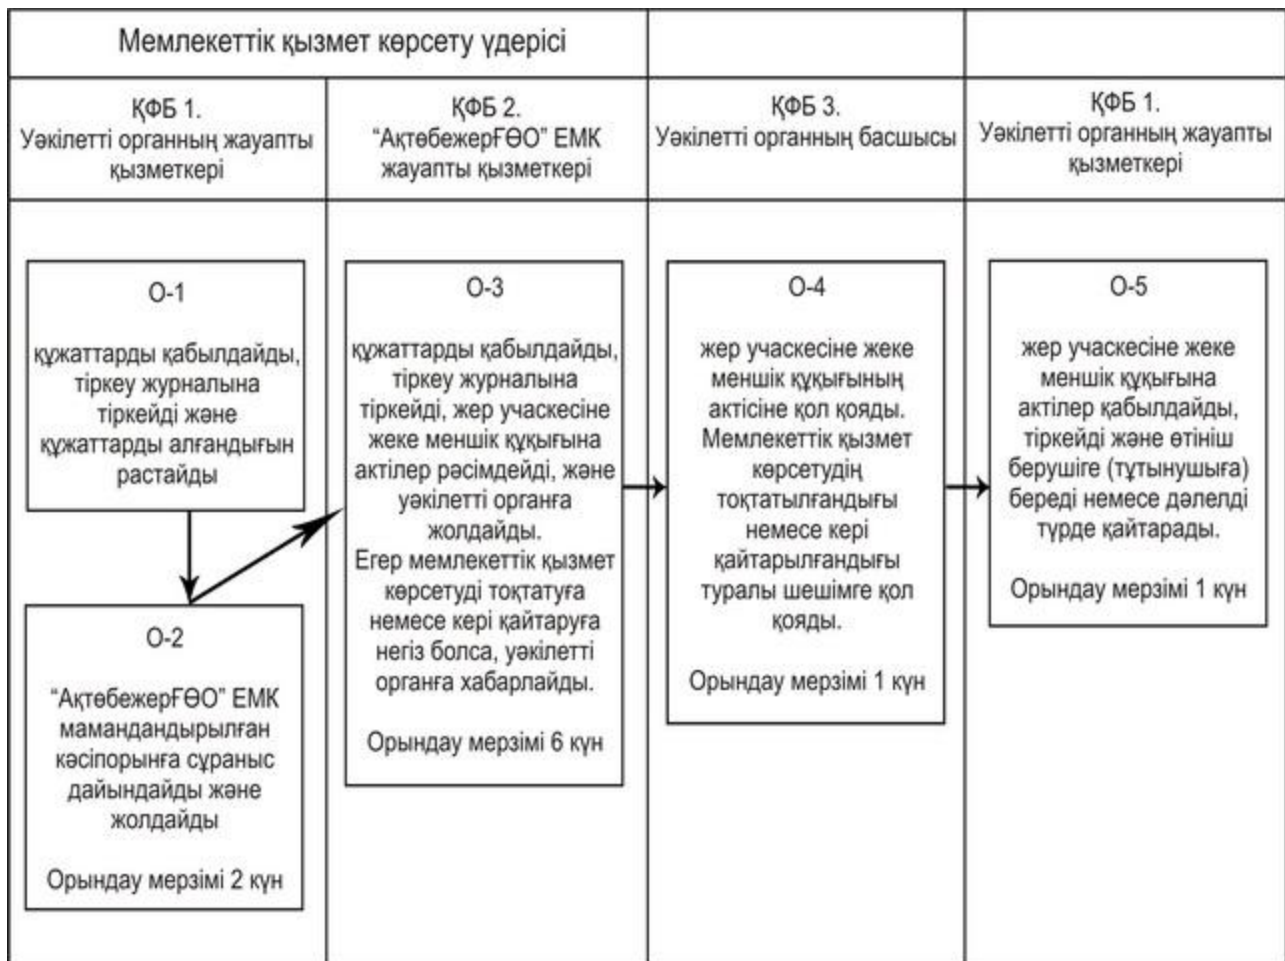 Мемлекеттік қызмет көрсету үдерісі
ҚФБ 1.
Уәкілетті органның жауапты
қызметкері
ҚФБ 2.
“АқтөбежерҒӨО” ЕМК
жауапты қызметкері
ҚФБ 3.
Уәкілетті органның басшысы
ҚФБ 1.
Уәкілетті органның жауапты
қызметкері
О-1
құжаттарды қабылдайды,
тіркеу журналына
тіркейді және
құжаттарды алғандығын
растайды
О-2
“АқтөбежерҒӨО” ЕМК
мамандандырылған
кәсіпорынға сұраныс
дайындайды және
жолдайды
Орындау мерзімі 2 күн
О-3
құжаттарды қабылдайды,
тіркеу журналына
тіркейді, жер учаскесіне
жеке меншік құқығына
актілер рәсімдейді, және
уәкілетті органға
жолдайды.
Егер мемлекеттік қызмет
көрсетуді тоқтатуға
немесе кері қайтаруға
негіз болса, уәкілетті
органға хабарлайды.
Орындау мерзімі 6 күн
О-4
жер учаскесіне жеке
меншік құқығының
актісіне қол қояды.
Мемлекеттік қызмет
көрсетудің
тоқтатылғандығы
немесе кері
қайтарылғандығы
туралы шешімге қол
қояды.
Орындау мерзімі 1 күн
О-5
жер учаскесіне жеке
меншік құқығына
актілер қабылдайды,
тіркейді және өтініш
берушіге (тұтынушыға)
береді немесе дәлелді
түрде қайтарады.
Орындау мерзімі 1 күн